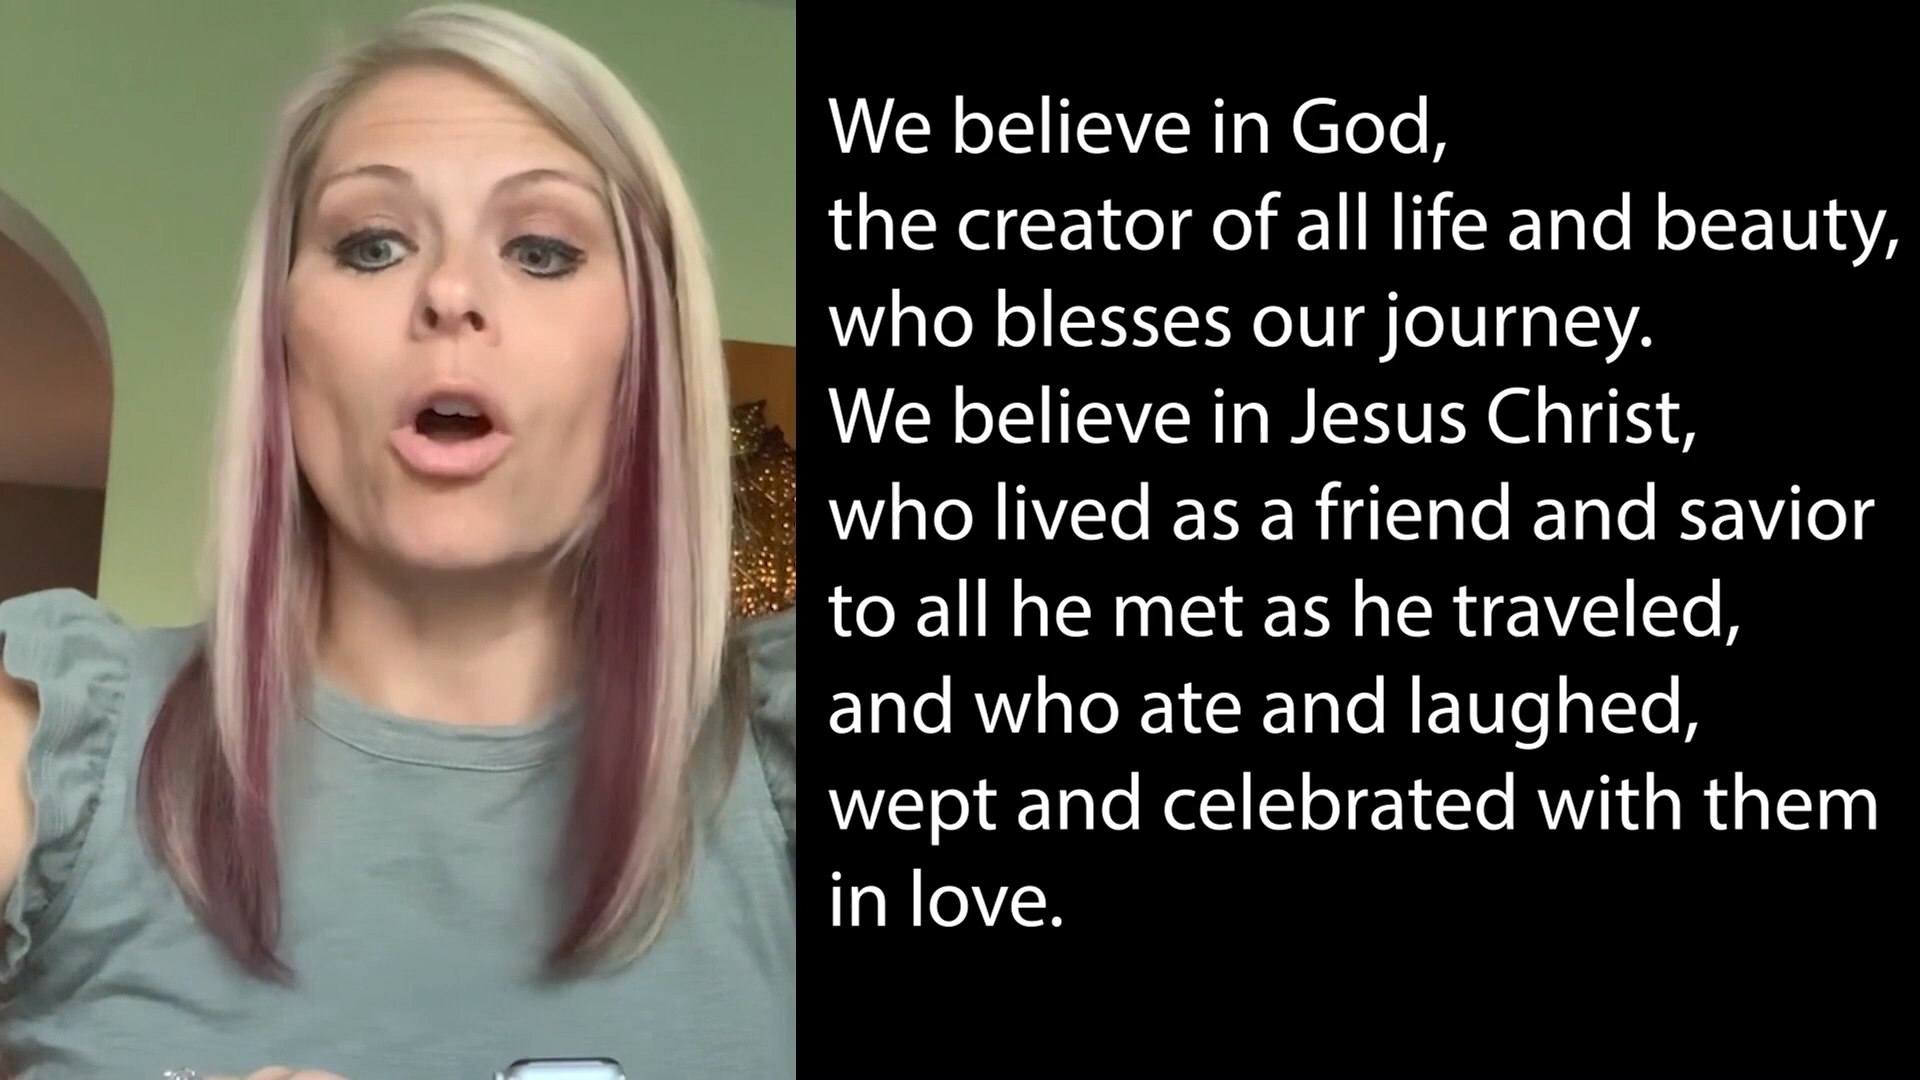 We believe in God,
the creator of all life and beauty,
who blesses our journey.
We believe in Jesus Christ,
who lived as a friend and savior
to all he met as he traveled,
and who ate and laughed,
wept and celebrated with them
in love.